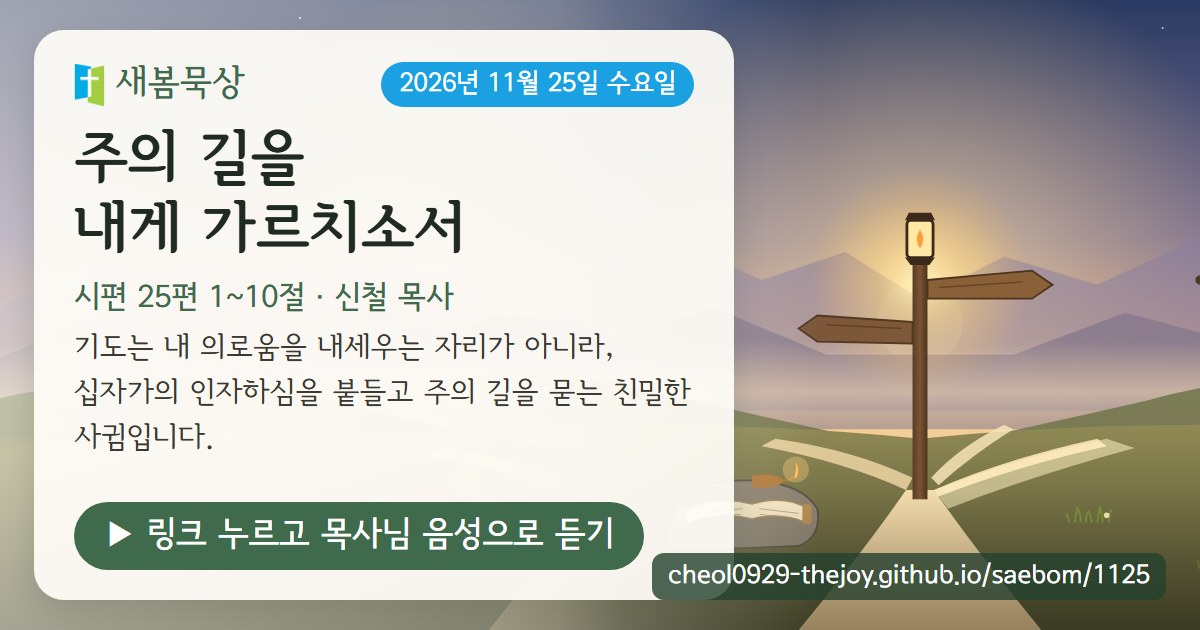 새봄묵상
2026년 11월 25일 수요일
주의 길을
내게 가르치소서
시편 25편 1~10절 · 신철 목사
기도는 내 의로움을 내세우는 자리가 아니라,
십자가의 인자하심을 붙들고 주의 길을 묻는 친밀한
사귐입니다.
▶ 링크 누르고 목사님 음성으로 듣기
cheol0929-thejoy.github.io/saebom/1125